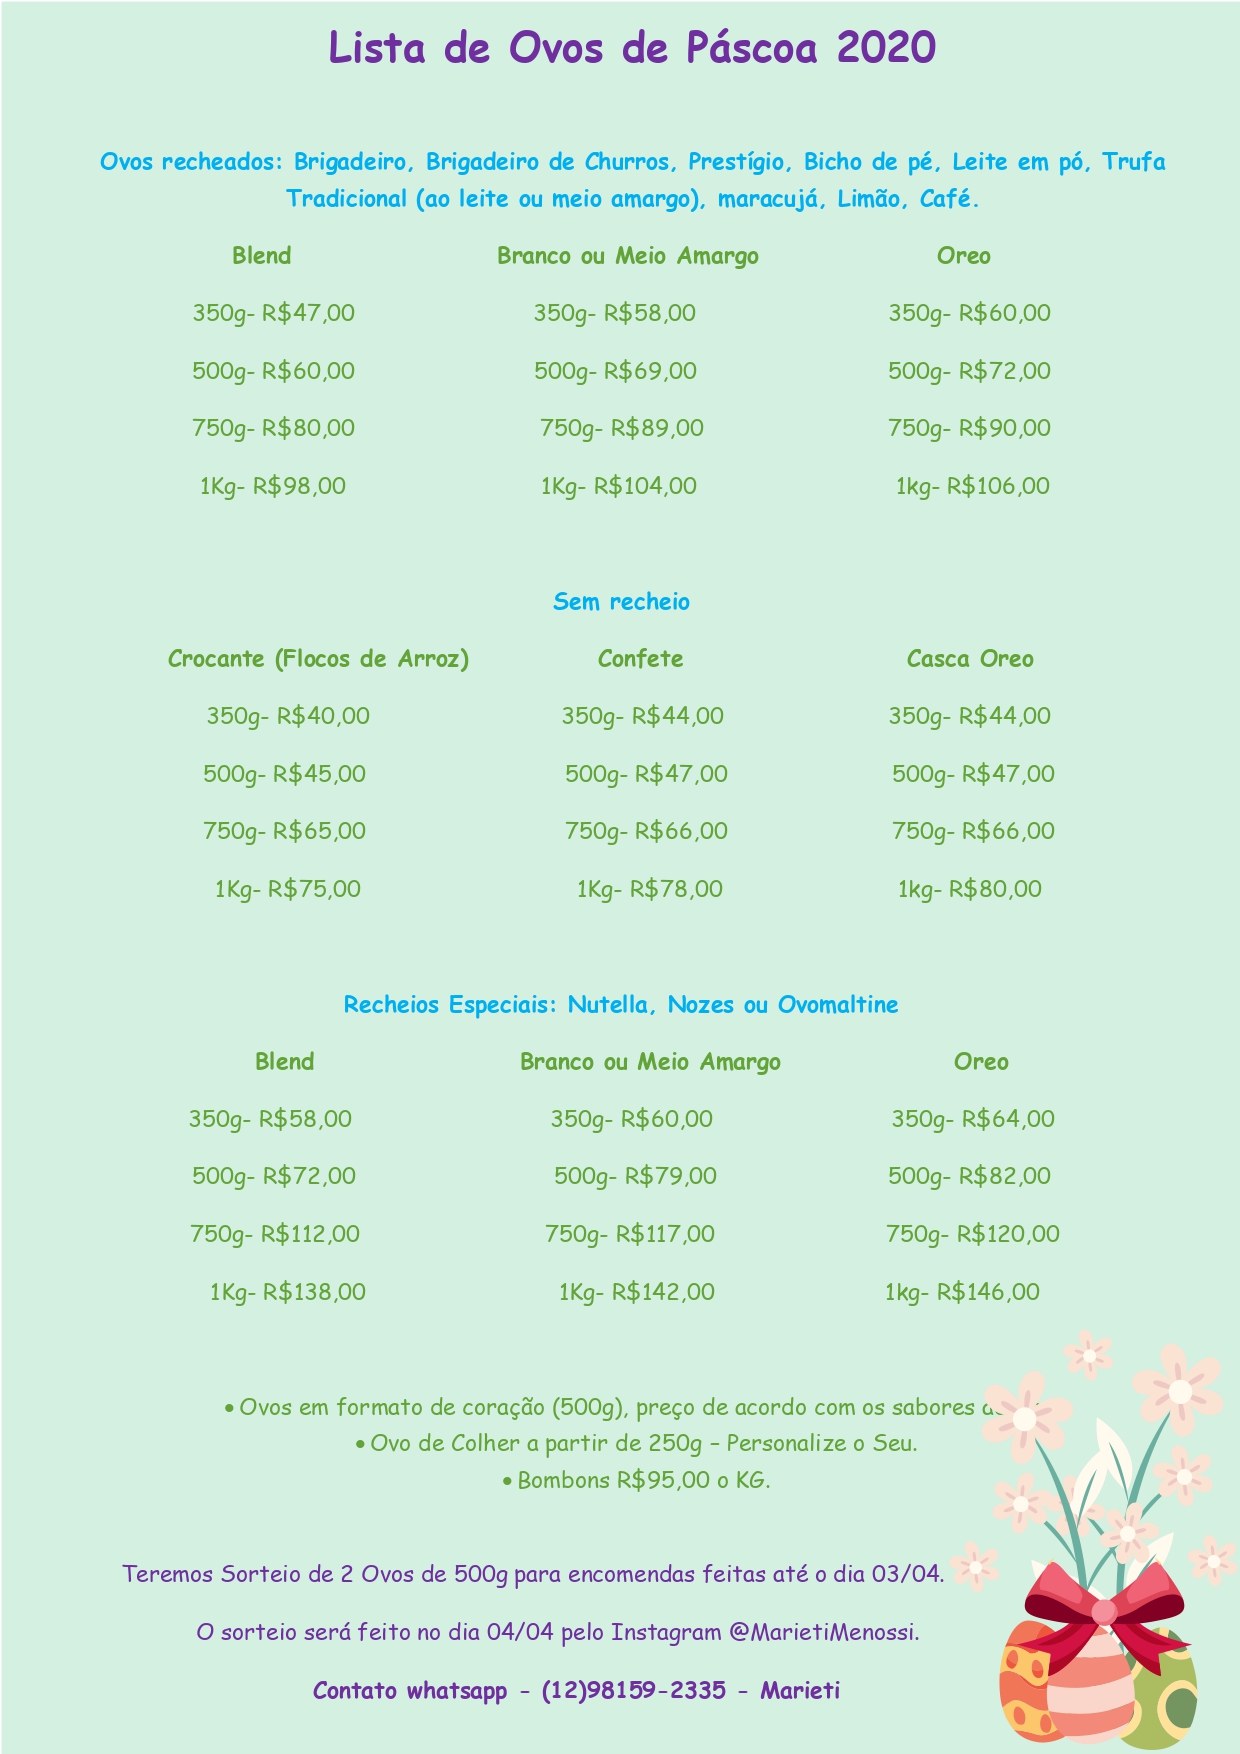 Lista de Ovos de Páscoa 2020
Ovos recheados: Brigadeiro, Brigadeiro de Churros, Prestígio, Bicho de pé, Leite em pó, Trufa
Tradicional (ao leite ou meio amargo), maracujá, Limão, Café.
Blend Branco ou Meio Amargo Oreo
350g- R$47,00 350g- R$58,00 350g- R$60,00
500g- R$60,00 500g- R$69,00 500g- R$72,00
750g- R$80,00 750g- R$89,00 750g- R$90,00
1Kg- R$98,00 1Kg- R$104,00 1kg- R$106,00
Sem recheio
Crocante (Flocos de Arroz) Confete Casca Oreo
350g- R$40,00 350g- R$44,00 350g- R$44,00
500g- R$45,00 500g- R$47,00 500g- R$47,00
750g- R$65,00 750g- R$66,00 750g- R$66,00
1Kg- R$75,00 1Kg- R$78,00 1kg- R$80,00
Recheios Especiais: Nutella, Nozes ou Ovomaltine
Blend Branco ou Meio Amargo Oreo
350g- R$58,00 350g- R$60,00 350g- R$64,00
500g- R$72,00 500g- R$79,00 500g- R$82,00
750g- R$112,00 750g- R$117,00 750g- R$120,00
1Kg- R$138,00 1Kg- R$142,00 1kg- R$146,00
• Ovos em formato de coração (500g), preço de acordo com os sabores
• Ovo de Colher a partir de 250g – Personalize o Seu.
• Bombons R$95,00 o KG.
Teremos Sorteio de 2 Ovos de 500g para encomendas feitas até o dia 03/04.
O sorteio será feito no dia 04/04 pelo Instagram @MarietiMenossi.
Contato whatsapp - (12)98159-2335 - Marieti